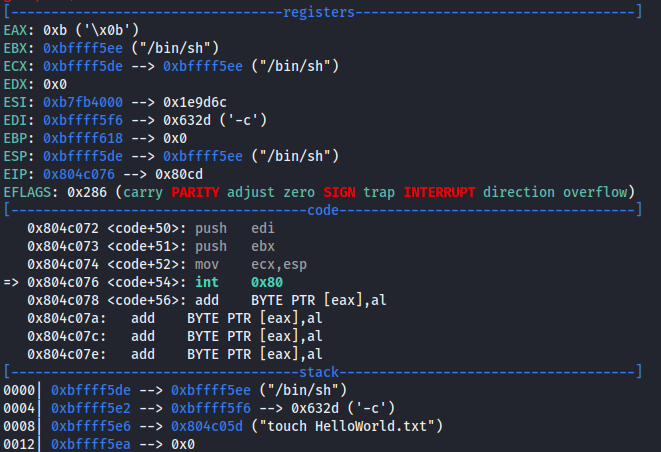 [----------------------------------registers-----------------------------------]
EAX: 0xb ('\x0b')
EBX: 0xbffff5ee ("/bin/sh")
ECX: 0xbffff5de --> 0xbffff5ee ("/bin/sh")
EDX: 0x0
ESI: 0xb7fb4000 --> 0x1e9d6c
EDI: 0xbffff5f6 --> 0x632d ('-c')
EBP: 0xbffff618 --> 0x0
ESP: 0xbffff5de --> 0xbffff5ee ("/bin/sh")
EIP: 0x804c076 --> 0x80cd
EFLAGS: 0x286 (carry PARITY adjust zero SIGN trap INTERRUPT direction overflow)
[-------------------------------------code-------------------------------------]
   0x804c072 <code+50>: push   edi
   0x804c073 <code+51>: push   ebx
   0x804c074 <code+52>: mov    ecx,esp
=> 0x804c076 <code+54>: int    0x80
   0x804c078 <code+56>: add    BYTE PTR [eax],al
   0x804c07a:   add    BYTE PTR [eax],al
   0x804c07c:   add    BYTE PTR [eax],al
   0x804c07e:   add    BYTE PTR [eax],al
[------------------------------------stack-------------------------------------]
0000| 0xbffff5de --> 0xbffff5ee ("/bin/sh")
0004| 0xbffff5e2 --> 0xbffff5f6 --> 0x632d ('-c')
0008| 0xbffff5e6 --> 0x804c05d ("touch HelloWorld.txt")
0012| 0xbffff5ea --> 0x0